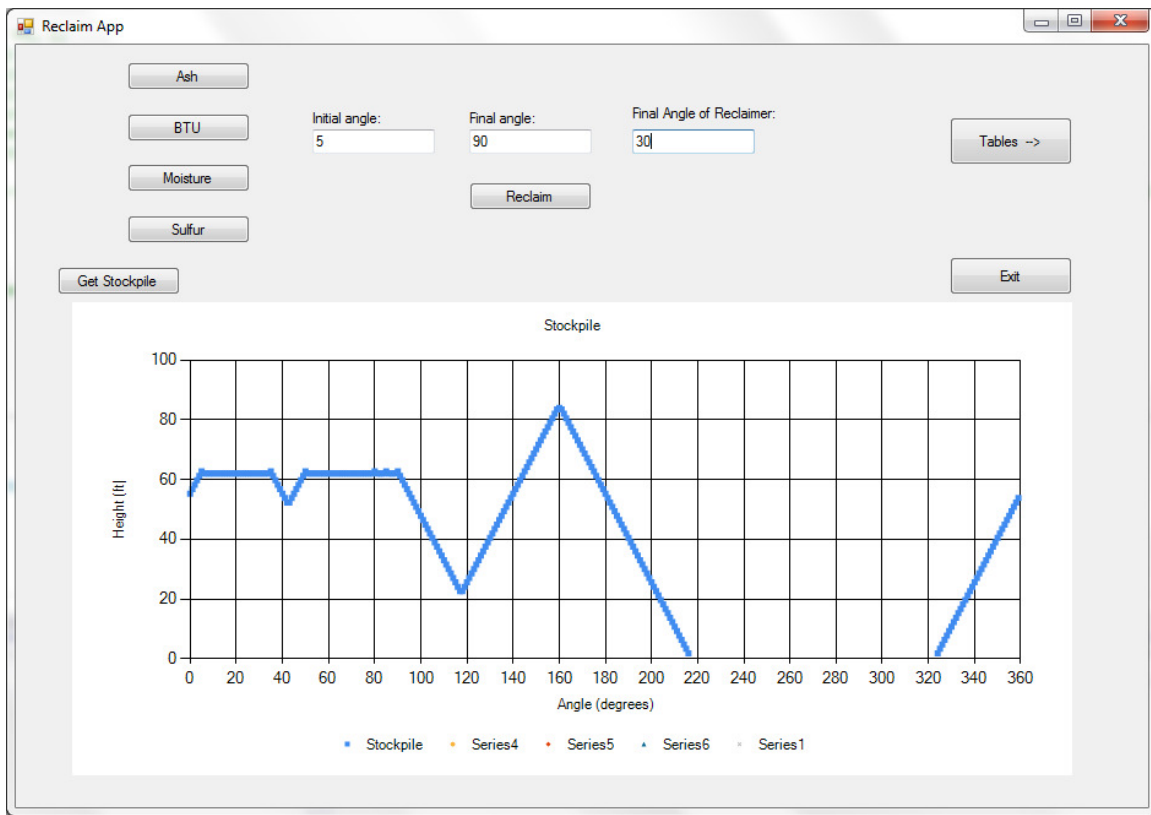 Reclaim App
Ash
BTU
Moisture
Sulfur
Get Stockpile
Initial angle:
5
Final angle:
90
Final Angle of Reclaimer:
30
Reclaim
Tables -->
Exit
Stockpile
Height (ft)
100
80
60
40
20
0
0 20 40 60 80 100 120 140 160 180 200 220 240 260 280 300 320 340 360
Angle (degrees)
Stockpile Series4 Series5 Series6 Series1